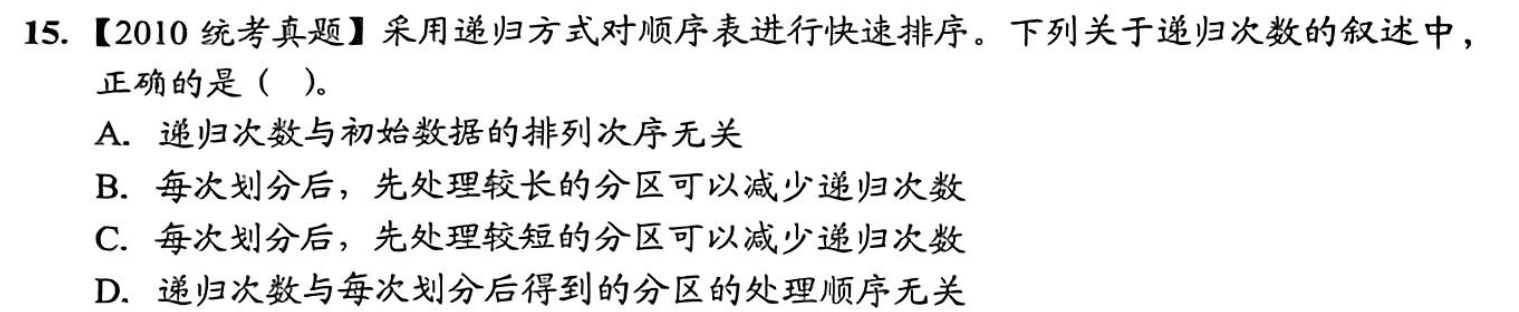 15.【2010 统考真题】采用递归方式对顺序表进行快速排序。下列关于递归次数的叙述中，
正确的是（ ）。
A. 递归次数与初始数据的排列次序无关
B. 每次划分后，先处理较长的分区可以减少递归次数
C. 每次划分后，先处理较短的分区可以减少递归次数
D. 递归次数与每次划分后得到的分区的处理顺序无关